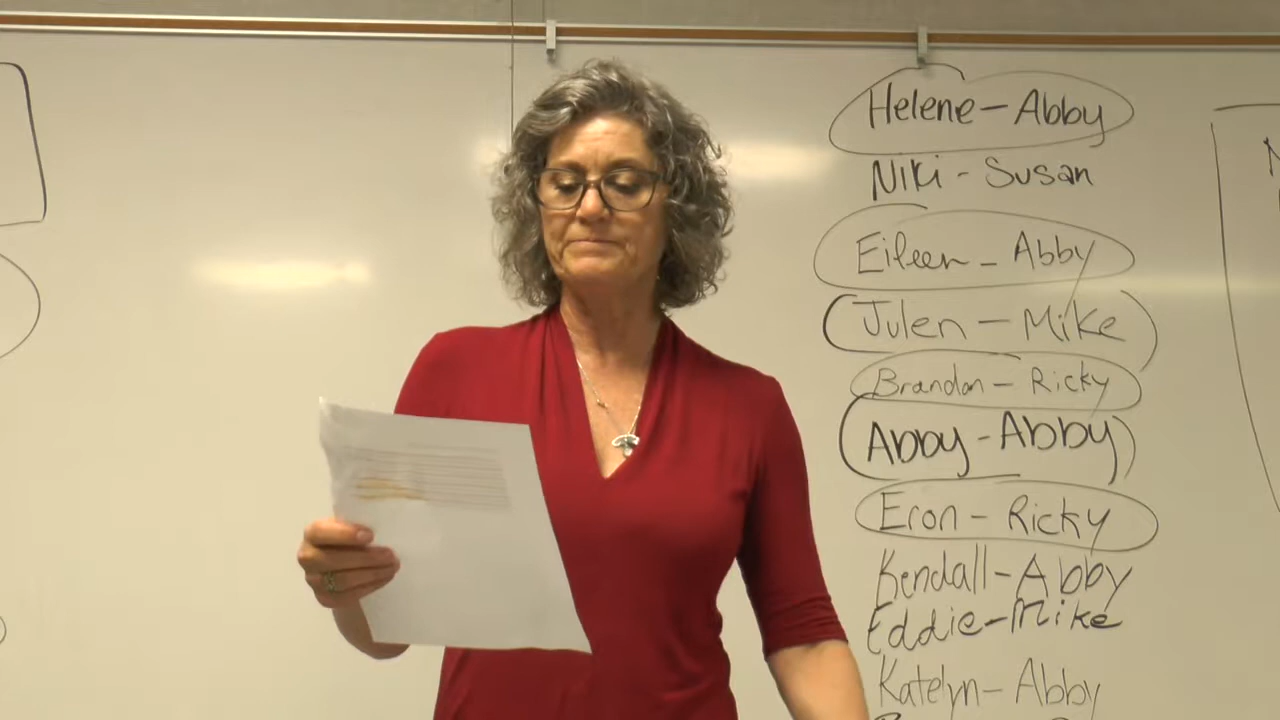 Helene - Abby
Niki - Susan
Eileen - Abby
Julen - Mike
Brandon - Ricky
Abby - Abby
Eron - Ricky
Kendall - Abby
Eddie - Mike
Katelyn - Abby